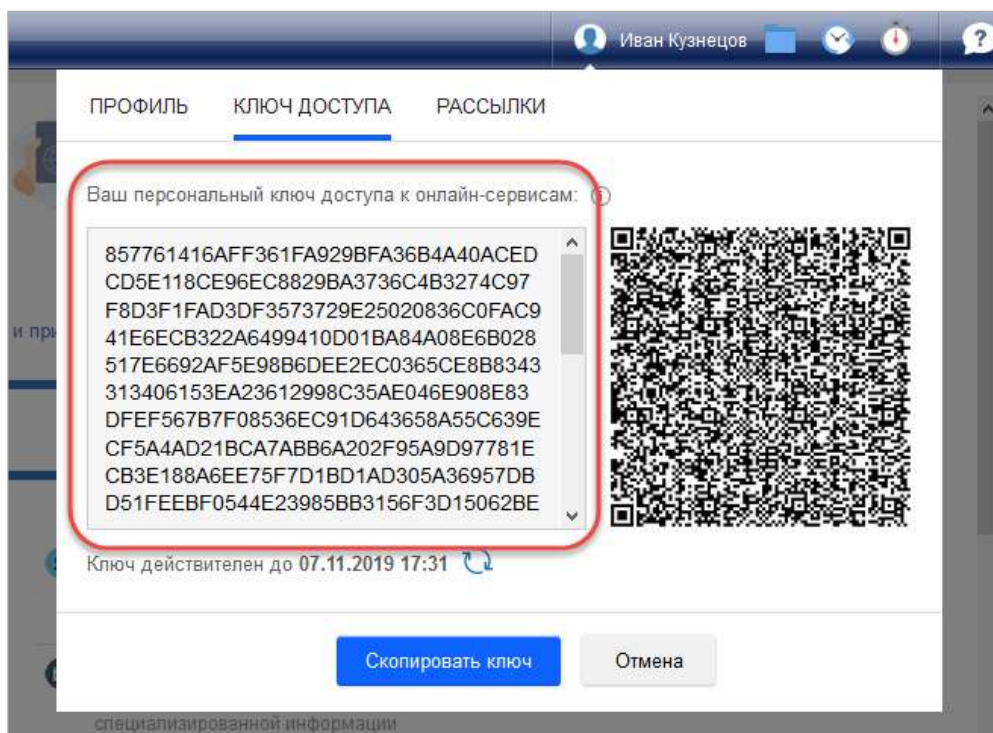 Иван Кузнецов
?
ПРОФИЛЬ КЛЮЧ ДОСТУПА РАССЫЛКИ
Ваш персональный ключ доступа к онлайн-сервисам:
857761416AFF361FA929BFA36B4A40ACED
CD5E118CE96EC8829BA3736C4B3274C97
F8D3F1FAD3DF3573729E25020836C0FAC9
41E6ECB322A6499410D01BA84A08E6B028
517E6692AF5E98B6DEE2EC0365CE8B8343
313406153EA23612998C35AE046E908E83
DFEF567B7F08536EC91D643658A55C639E
CF5A4AD21BCA7ABB6A202F95A9D97781E
CB3E188A6EE75F7D1BD1AD305A36957DB
D51FEEBF0544E23985BB3156F3D15062BE
Ключ действителен до 07.11.2019 17:31
Скопировать ключ Отмена
и при
специализированной информации